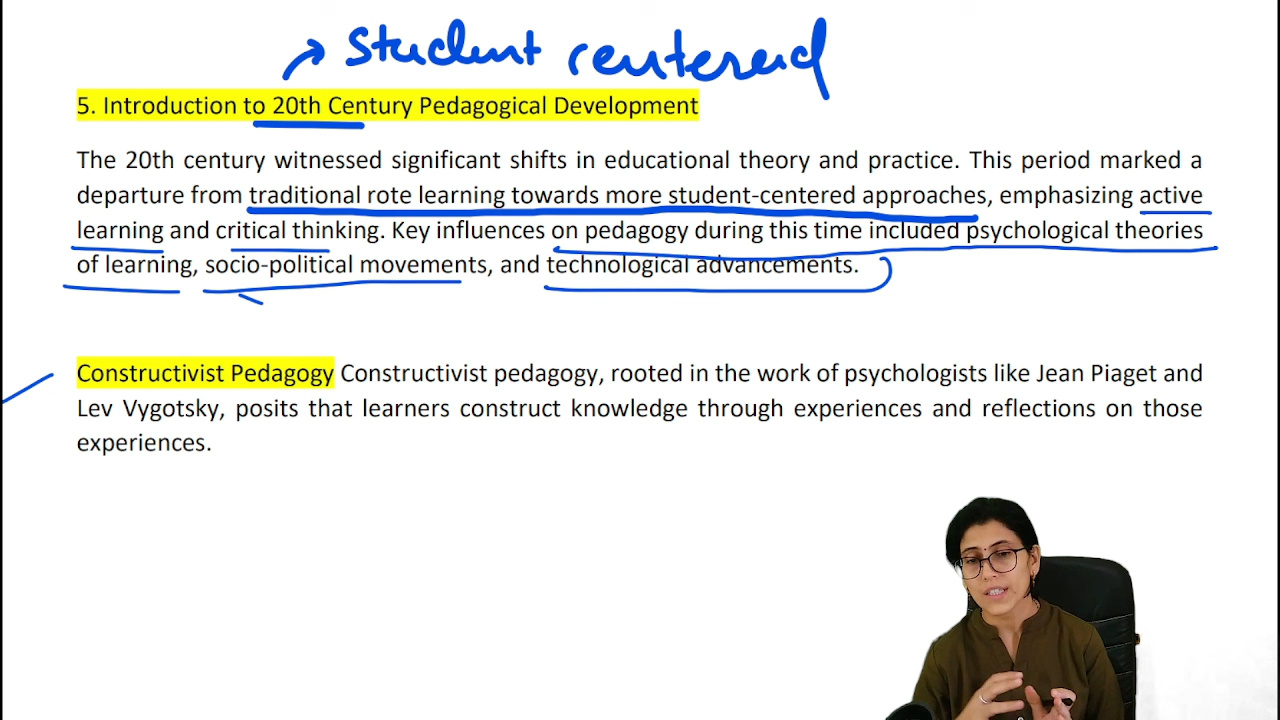 → Student centered
5. Introduction to 20th Century Pedagogical Development
The 20th century witnessed significant shifts in educational theory and practice. This period marked a
departure from traditional rote learning towards more student-centered approaches, emphasizing active
learning and critical thinking. Key influences on pedagogy during this time included psychological theories
of learning, socio-political movements, and technological advancements.
Constructivist Pedagogy Constructivist pedagogy, rooted in the work of psychologists like Jean Piaget and
Lev Vygotsky, posits that learners construct knowledge through experiences and reflections on those
experiences.